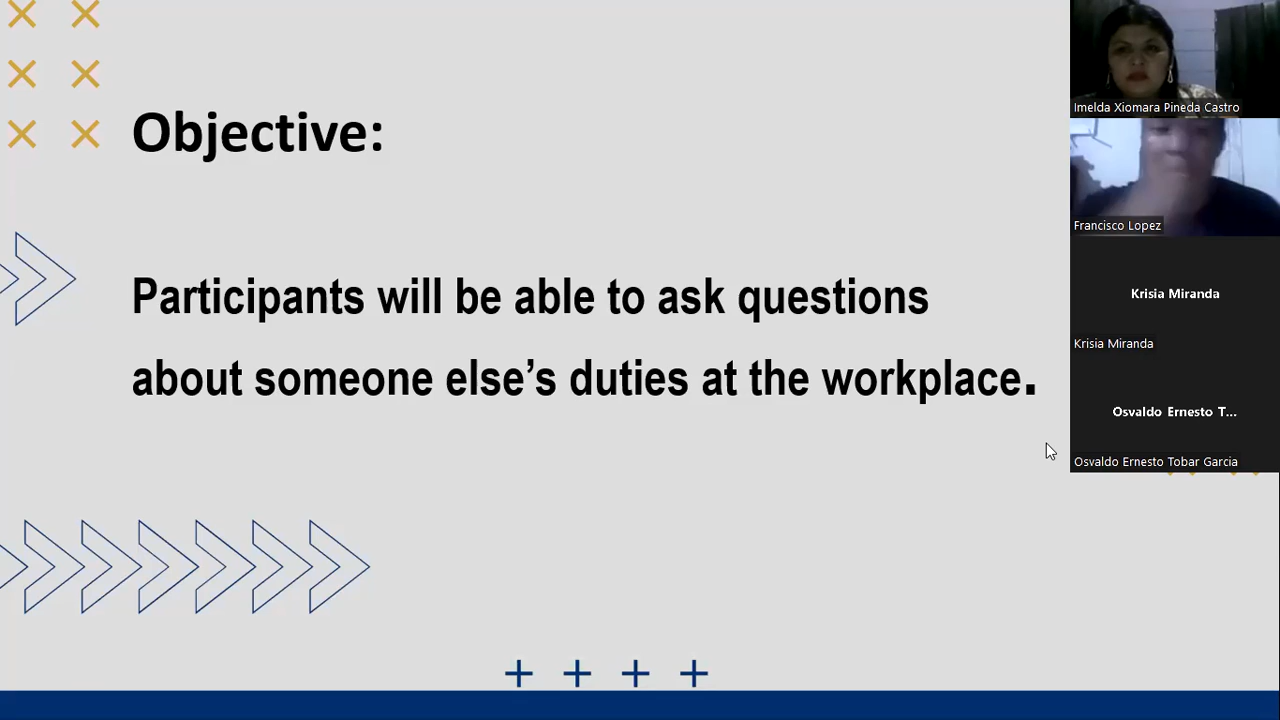 Objective:
Participants will be able to ask questions
about someone else’s duties at the workplace.
Imelda Xiomara Pineda Castro
Francisco Lopez
Krisia Miranda
Krisia Miranda
Osvaldo Ernesto T...
Osvaldo Ernesto Tobar Garcia